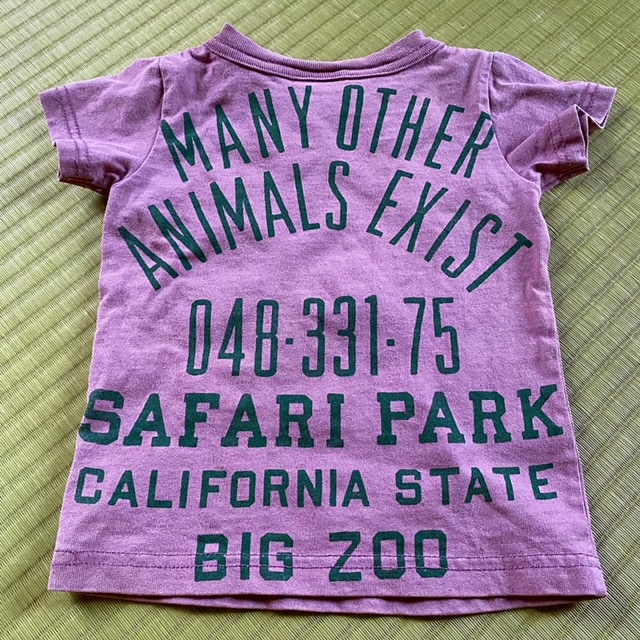 MANY OTHER
ANIMALS EXIST
048-331-75
SAFARI PARK
CALIFORNIA STATE
BIG ZOO